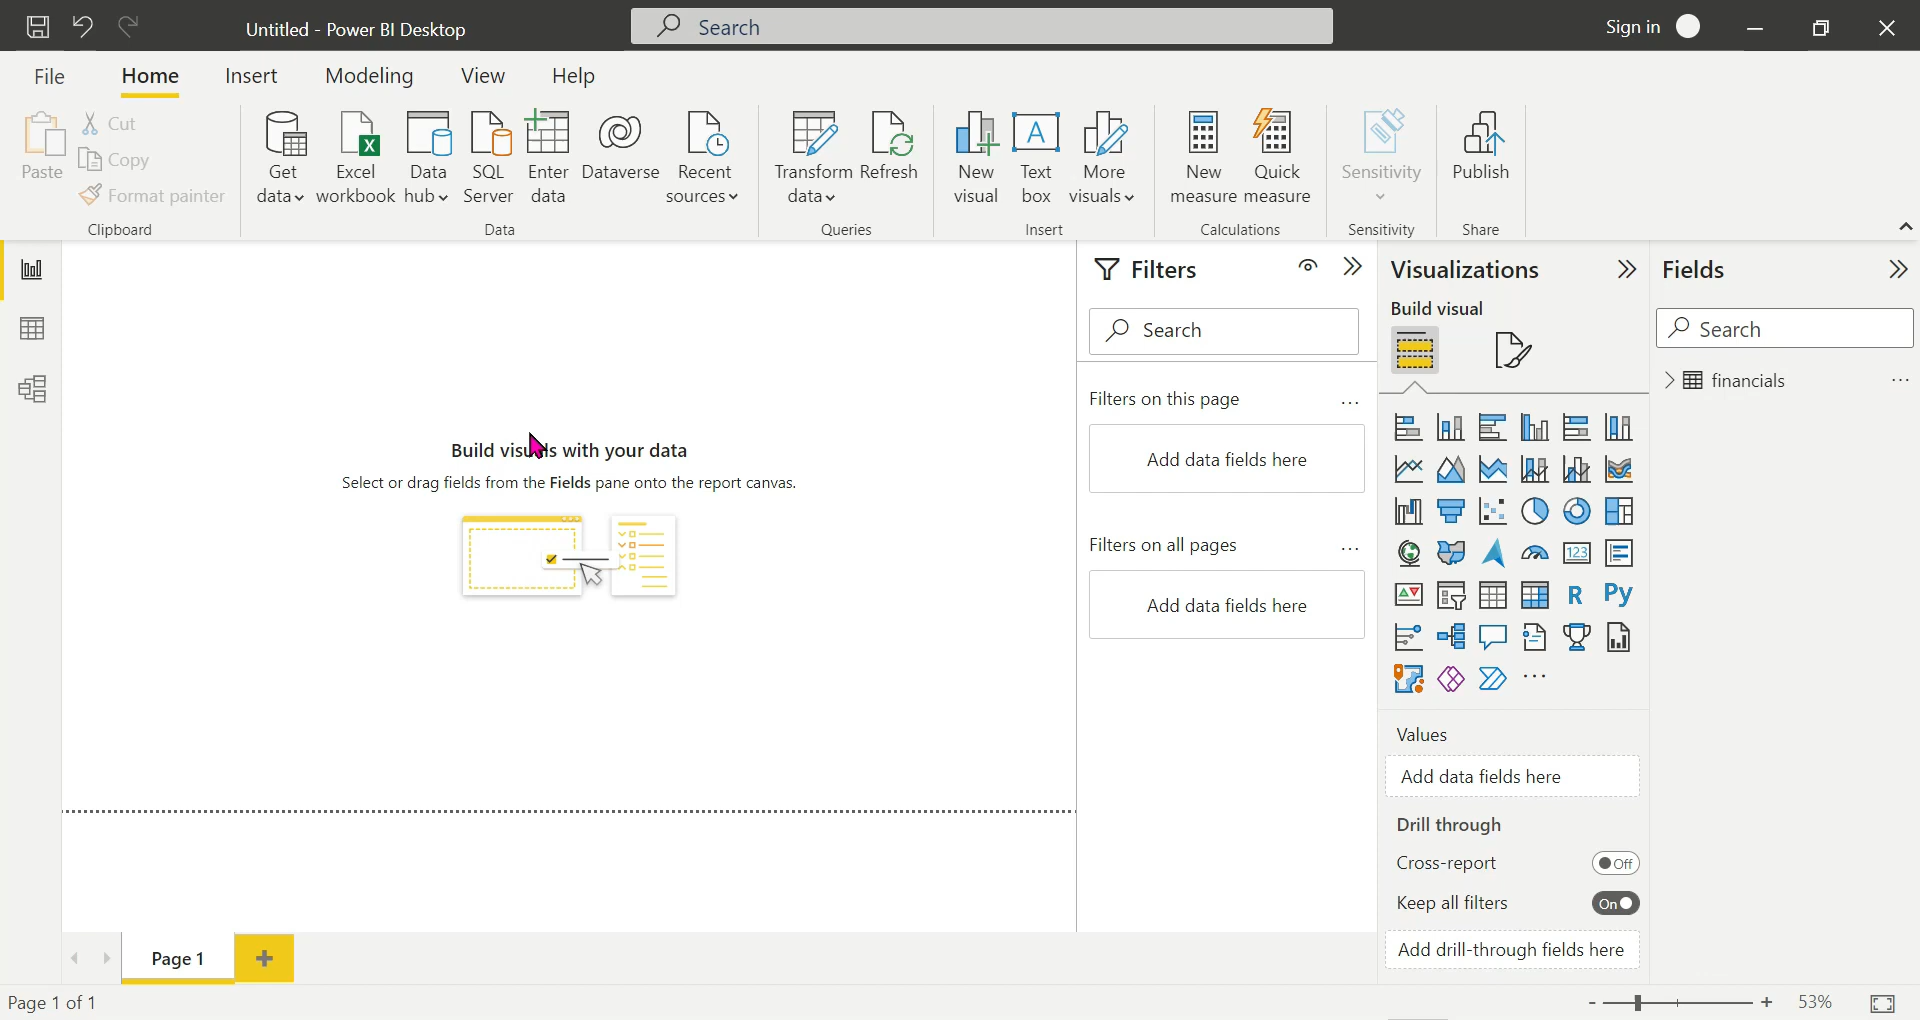 Untitled - Power BI Desktop
Search
Sign in
File
Home
Insert
Modeling
View
Help
Paste
Cut
Copy
Format painter
Clipboard
Get data
Excel workbook
Data hub
SQL Server
Enter data
Dataverse
Recent sources
Data
Transform data
Refresh
Queries
New visual
Text box
More visuals
Insert
New measure
Quick measure
Calculations
Sensitivity
Sensitivity
Publish
Share
Build visuals with your data
Select or drag fields from the Fields pane onto the report canvas.
Filters
Search
Filters on this page
...
Add data fields here
Filters on all pages
...
Add data fields here
Visualizations
Build visual
123
R
Py
...
Values
Add data fields here
Drill through
Cross-report
Off
Keep all filters
On
Add drill-through fields here
Fields
Search
financials
...
Page 1
Page 1 of 1
- +
53%